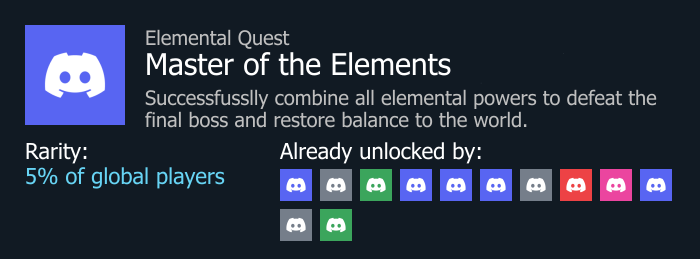 Elemental Quest
Master of the Elements
Successfusslly combine all elemental powers to defeat the
final boss and restore balance to the world.
Rarity:
5% of global players
Already unlocked by: